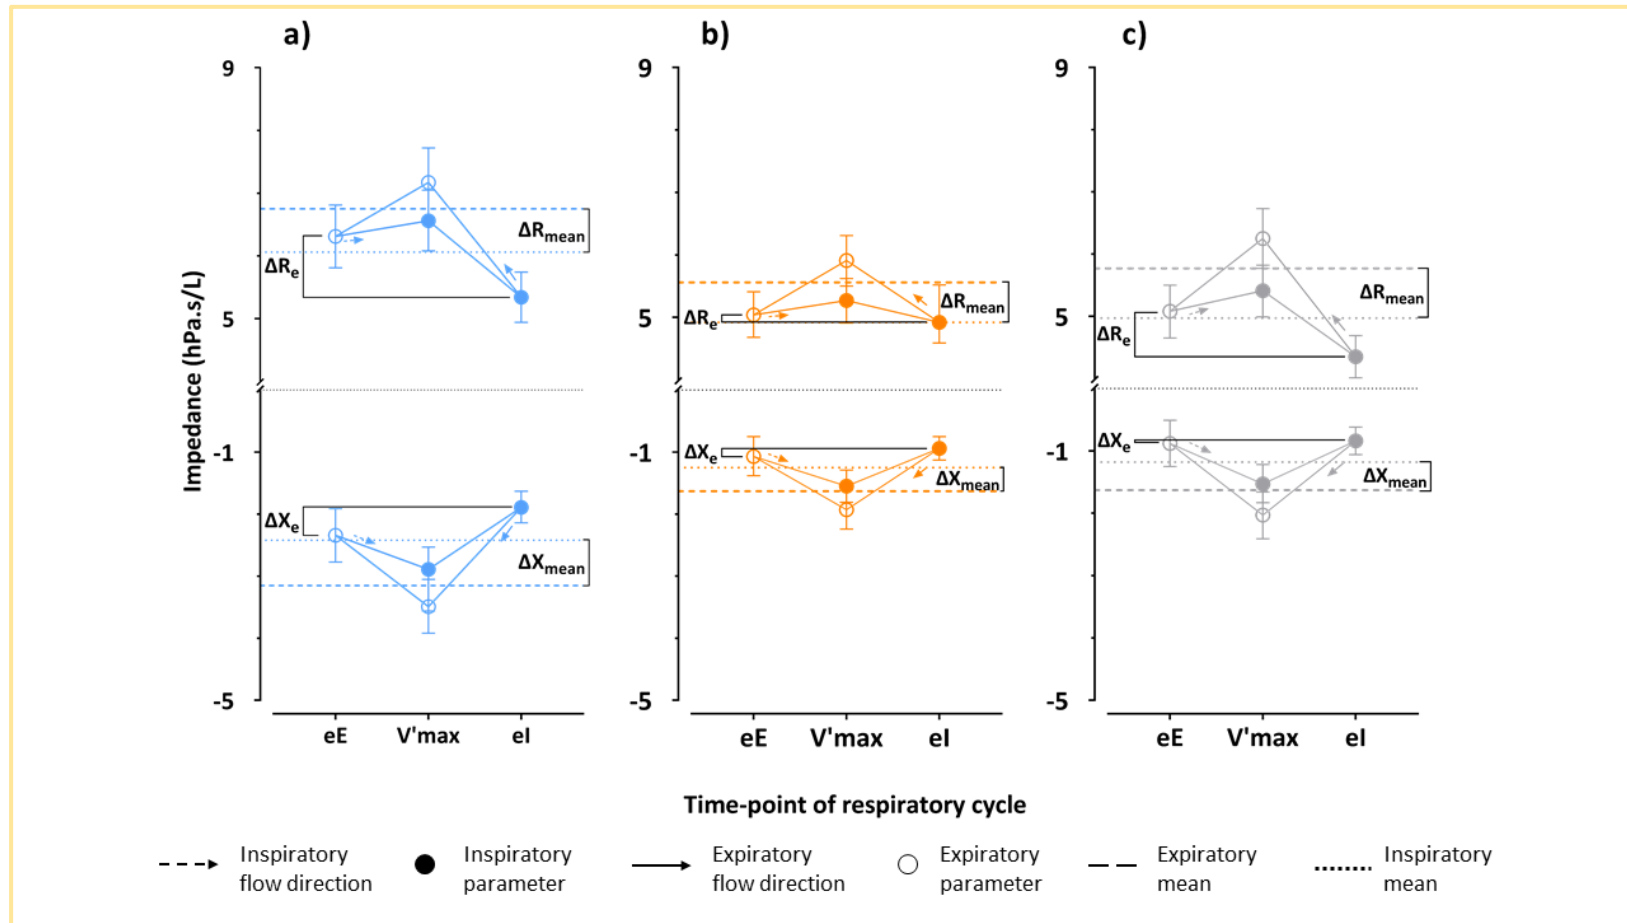 a)
b)
c)
9
9
9
ΔRmean
ΔRe
5
ΔRmean
ΔRe
5
ΔRmean
ΔRe
5
Impedance (hPa.s/L)
ΔXe
-1
ΔXmean
ΔXe
-1
ΔXmean
ΔXe
-1
ΔXmean
-5
-5
-5
eE V'max eI
eE V'max eI
eE V'max eI
Time-point of respiratory cycle
Inspiratory
flow direction
Inspiratory
parameter
Expiratory
flow direction
Expiratory
parameter
Expiratory
mean
Inspiratory
mean